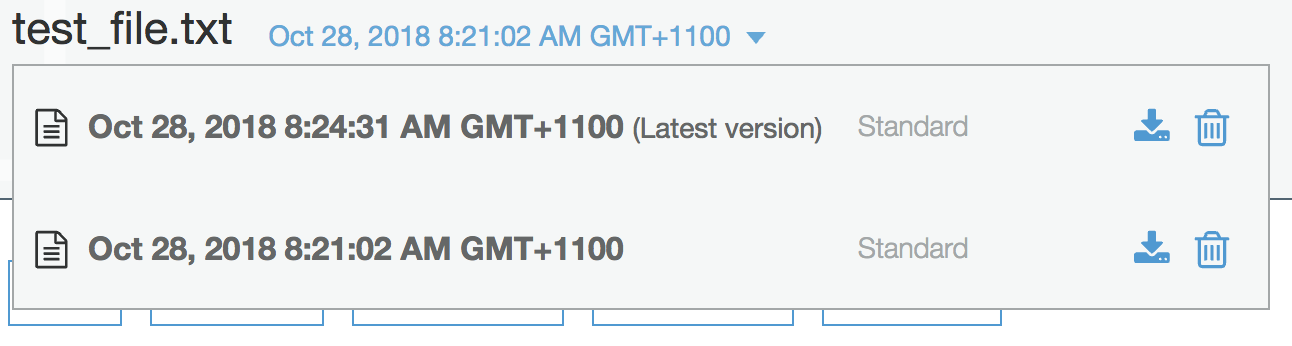 test_file.txt Oct 28, 2018 8:21:02 AM GMT+1100
Oct 28, 2018 8:24:31 AM GMT+1100 (Latest version) Standard
Oct 28, 2018 8:21:02 AM GMT+1100 Standard